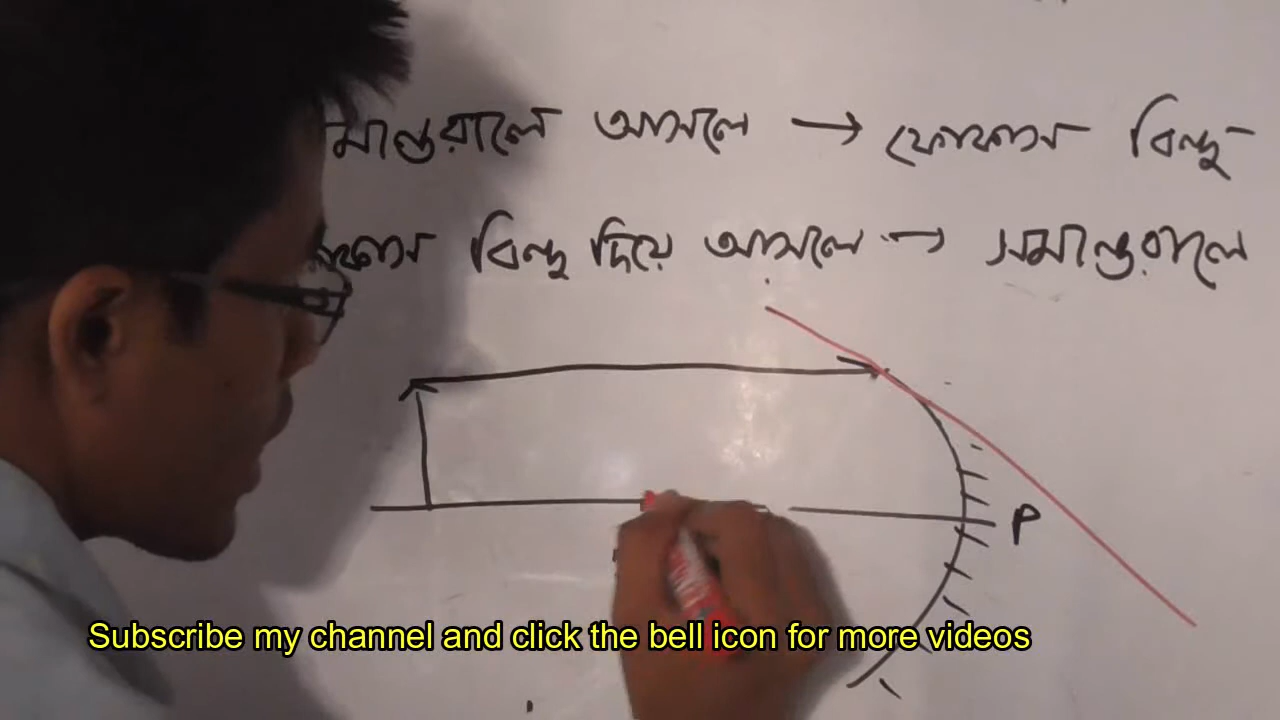 মান্তরালে আসলে → ফোকাস বিন্দু
কাস বিন্দু দিয়ে আসলে → সমান্তরালে
P
Subscribe my channel and click the bell icon for more videos